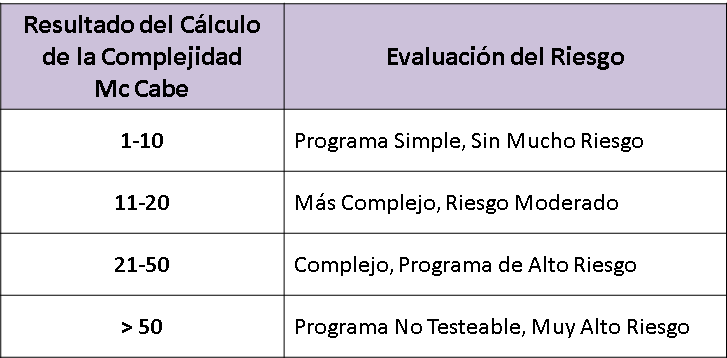 Resultado del Cálculo
de la Complejidad
Mc Cabe
Evaluación del Riesgo
1-10
Programa Simple, Sin Mucho Riesgo
11-20
Más Complejo, Riesgo Moderado
21-50
Complejo, Programa de Alto Riesgo
> 50
Programa No Testeable, Muy Alto Riesgo